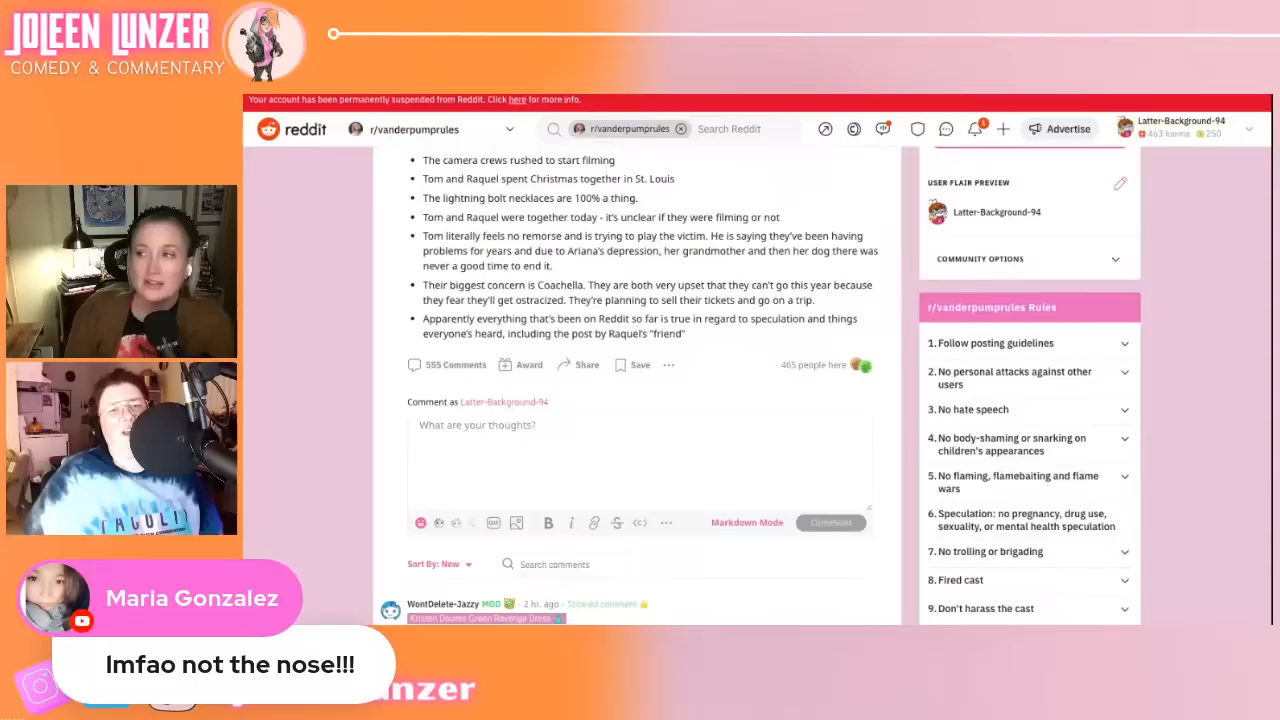 JOLEEN LUNZER
COMEDY & COMMENTARY
Your account has been permanently suspended from Reddit. Click here for more info.
reddit
r/vanderpumprules
r/vanderpumprules
Search Reddit
1
Advertise
Latter-Background-94
463 karma
250
The camera crews rushed to start filming
Tom and Raquel spent Christmas together in St. Louis
The lightning bolt necklaces are 100% a thing.
Tom and Raquel were together today - it's unclear if they were filming or not
Tom literally feels no remorse and is trying to play the victim. He is saying they've been having
problems for years and due to Ariana's depression, her grandmother and then her dog there was
never a good time to end it.
Their biggest concern is Coachella. They are both very upset that they can't go this year because
they fear they'll get ostracized. They're planning to sell their tickets and go on a trip.
Apparently everything that's been on Reddit so far is true in regard to speculation and things
everyone's heard, including the post by Raquel's "friend"
555 Comments
Award
Share
Save
465 people here
Comment as Latter-Background-94
What are your thoughts?
GIF
B
i
Markdown Mode
Comment
Sort By: New
Search comments
WontDelete-Jazzy MOD · 2 hr. ago · Stickied comment
Kristen Doutes Green Revenge Dress
USER FLAIR PREVIEW
Latter-Background-94
COMMUNITY OPTIONS
r/vanderpumprules Rules
1. Follow posting guidelines
2. No personal attacks against other
users
3. No hate speech
4. No body-shaming or snarking on
children's appearances
5. No flaming, flamebaiting and flame
wars
6. Speculation: no pregnancy, drug use,
sexuality, or mental health speculation
7. No trolling or brigading
8. Fired cast
9. Don't harass the cast
Maria Gonzalez
lmfao not the nose!!!
unzer